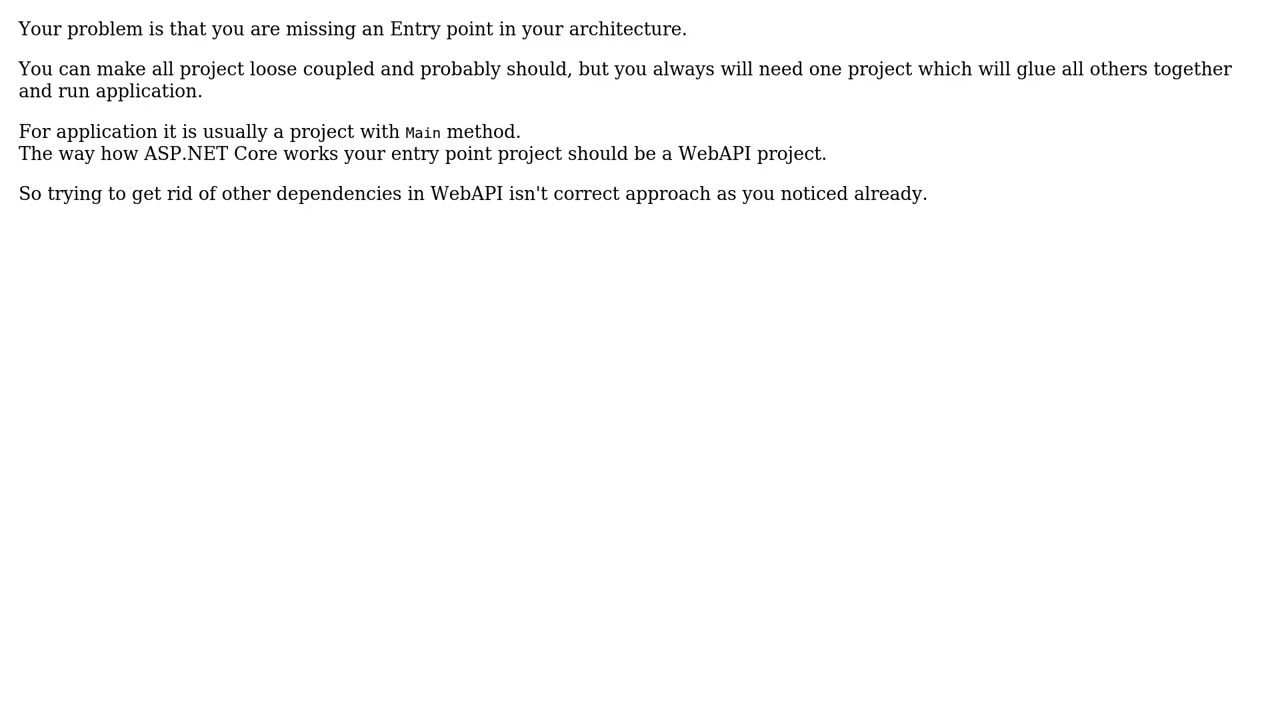 Your problem is that you are missing an Entry point in your architecture.
You can make all project loose coupled and probably should, but you always will need one project which will glue all others together
and run application.
For application it is usually a project with Main method.
The way how ASP.NET Core works your entry point project should be a WebAPI project.
So trying to get rid of other dependencies in WebAPI isn't correct approach as you noticed already.